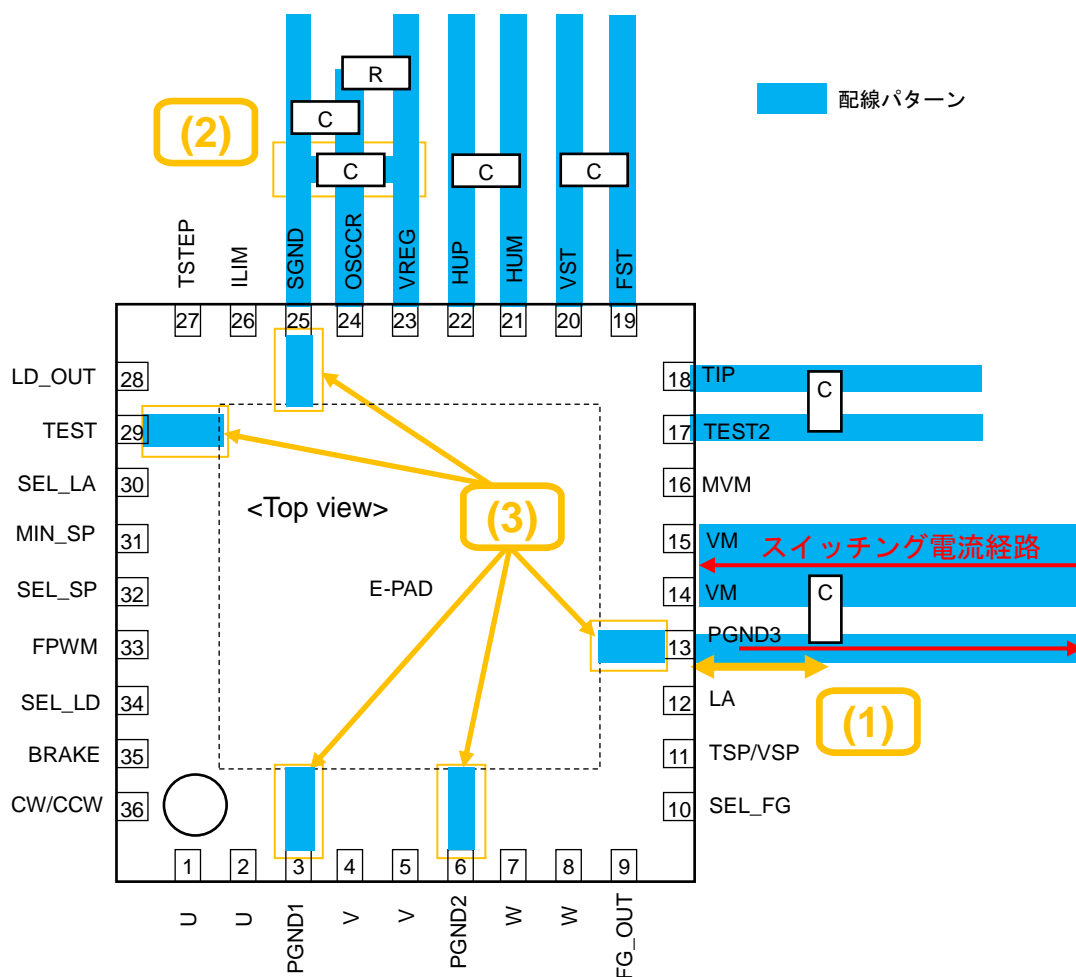 R
配線パターン
(2)
C
C
C
C
TSTEP
ILIM
SGND
OSCCR
VREG
HUP
HUM
VST
FST
27
26
25
24
23
22
21
20
19
LD_OUT
28
18
TIP
C
TEST
29
17
TEST2
SEL_LA
30
<Top view>
(3)
16
MVM
MIN_SP
31
15
VM
スイッチング電流経路
SEL_SP
32
E-PAD
14
VM
C
FPWM
33
13
PGND3
SEL_LD
34
12
LA
(1)
BRAKE
35
11
TSP/VSP
CW/CCW
36
10
SEL_FG
1
2
3
4
5
6
7
8
9
U
U
PGND1
V
V
PGND2
W
W
FG_OUT